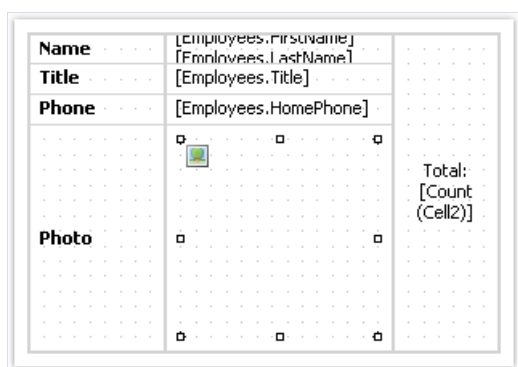 Name
[Employees.FirstName]
[Employees.LastName]
Title
[Employees.Title]
Phone
[Employees.HomePhone]
Photo
Total:
[Count
(Cell2)]